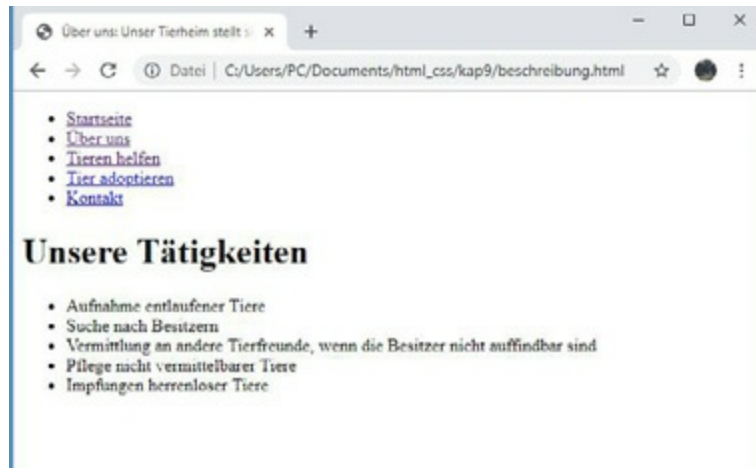 Über uns: Unser Tierheim stellt s
Datei | C:/Users/PC/Documents/html_css/kap9/beschreibung.html
Startseite
Über uns
Tieren helfen
Tier adoptieren
Kontakt
Unsere Tätigkeiten
Aufnahme entlaufener Tiere
Suche nach Besitzern
Vermittlung an andere Tierfreunde, wenn die Besitzer nicht auffindbar sind
Pflege nicht vermittelbarer Tiere
Impfungen herrenloser Tiere